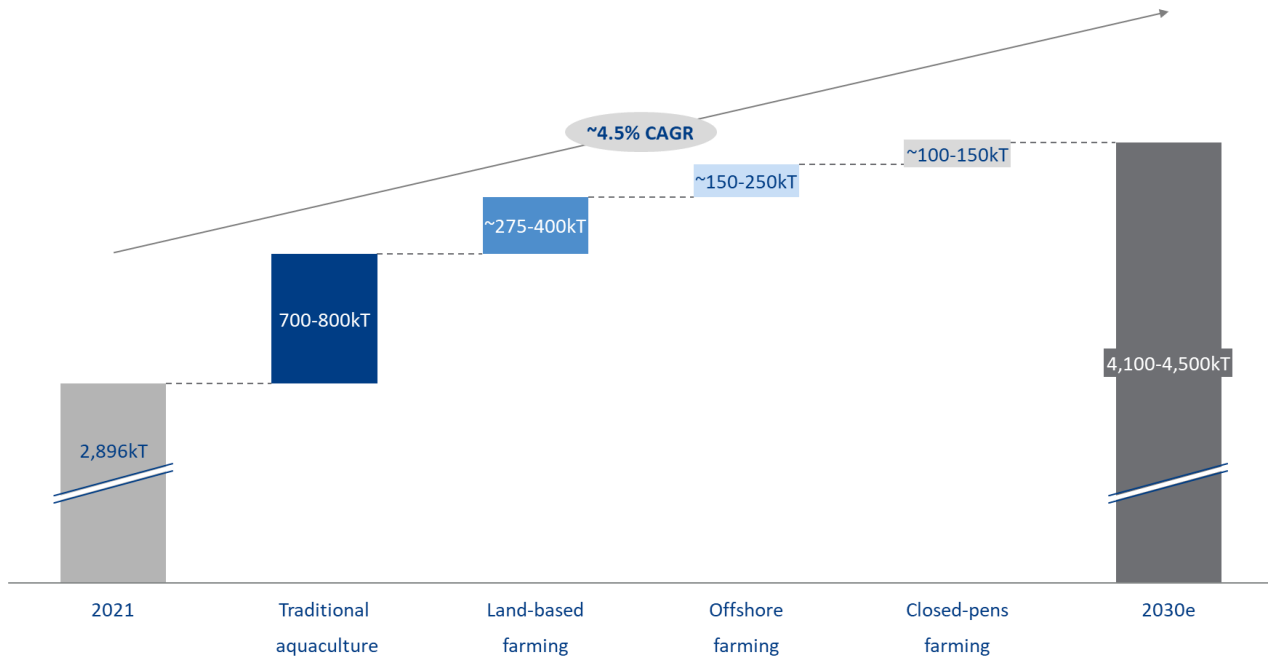 ~4.5% CAGR
~100-150kT
~150-250kT
~275-400kT
700-800kT
4,100-4,500kT
2,896kT
2021
Traditional
aquaculture
Land-based
farming
Offshore
farming
Closed-pens
farming
2030e